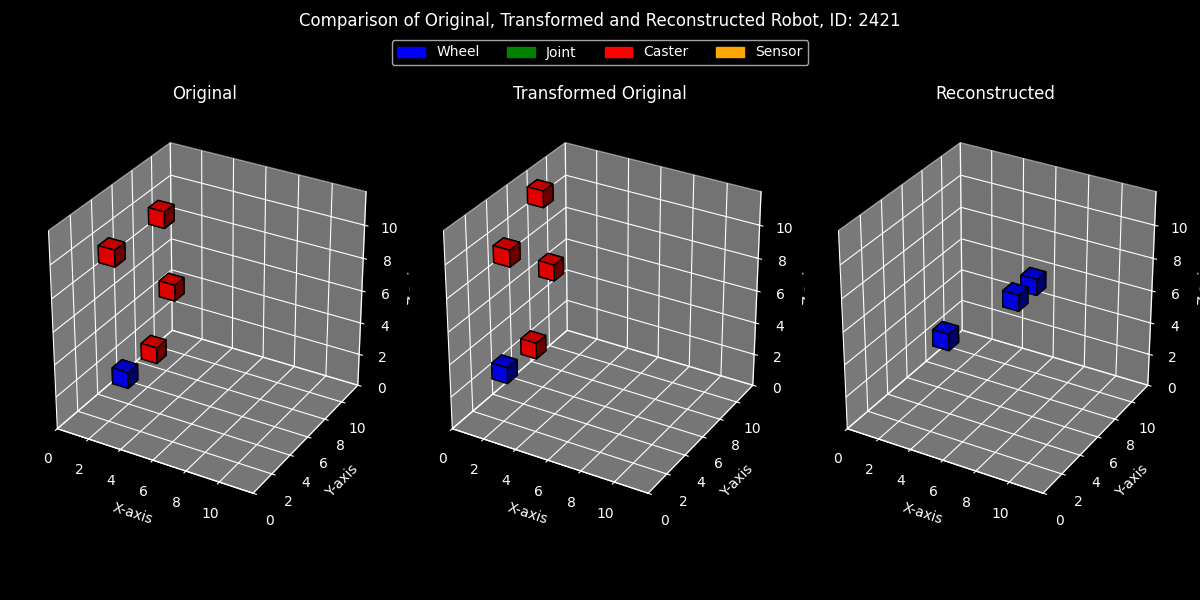 Comparison of Original, Transformed and Reconstructed Robot, ID: 2421
Wheel Joint Caster Sensor
Original Transformed Original Reconstructed
10 10 10
8 8 8
6 6 6
4 4 4
2 2 2
0 0 0
10 10 10
8 8 8
6 6 6
4 4 4
2 2 2
0 0 0
0 2 4 6 8 10 0 2 4 6 8 10 0 2 4 6 8 10
X-axis Y-axis X-axis Y-axis X-axis Y-axis